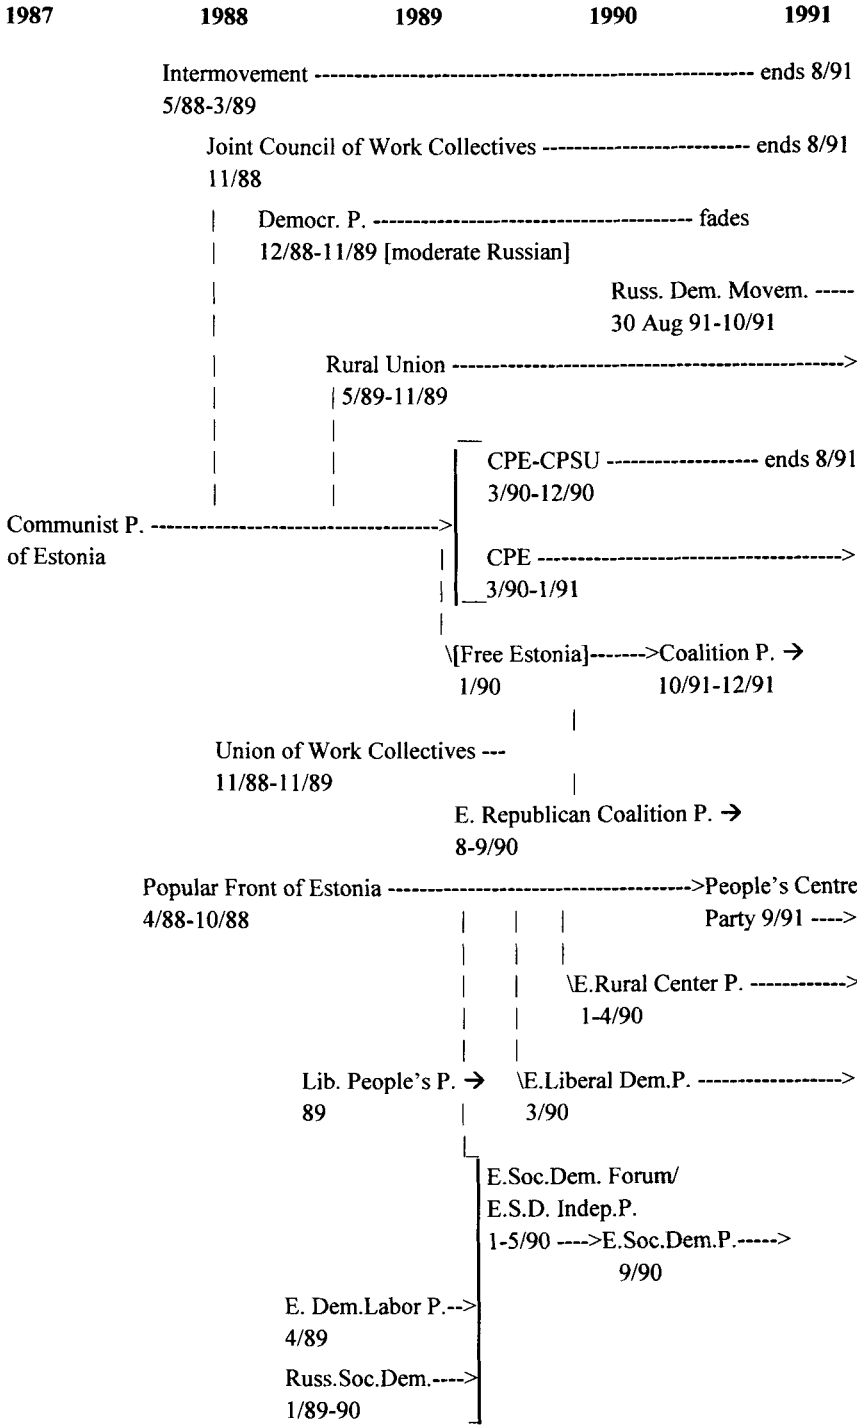 1987 1988 1989 1990 1991
Intermovement ---------------------------------------------------- ends 8/91
5/88-3/89
Joint Council of Work Collectives ------------------------- ends 8/91
11/88
Democr. P. --------------------------------------- fades
12/88-11/89 [moderate Russian]
Russ. Dem. Movem. -----
30 Aug 91-10/91
Rural Union ----------------------------------------------->
5/89-11/89
CPE-CPSU ------------------ ends 8/91
3/90-12/90
Communist P. ----------------------------------->
of Estonia
CPE ------------------------------------->
3/90-1/91
\[Free Estonia]------->Coalition P. →
1/90 10/91-12/91
Union of Work Collectives ---
11/88-11/89
E. Republican Coalition P. →
8-9/90
Popular Front of Estonia ------------------------------------->People's Centre
4/88-10/88 Party 9/91 ---->
\E.Rural Center P. ------------>
1-4/90
Lib. People's P. → \E.Liberal Dem.P. ----------------->
89 3/90
E.Soc.Dem. Forum/
E.S.D. Indep.P.
1-5/90 ---->E.Soc.Dem.P.----->
9/90
E. Dem.Labor P.-->
4/89
Russ.Soc.Dem.---->
1/89-90